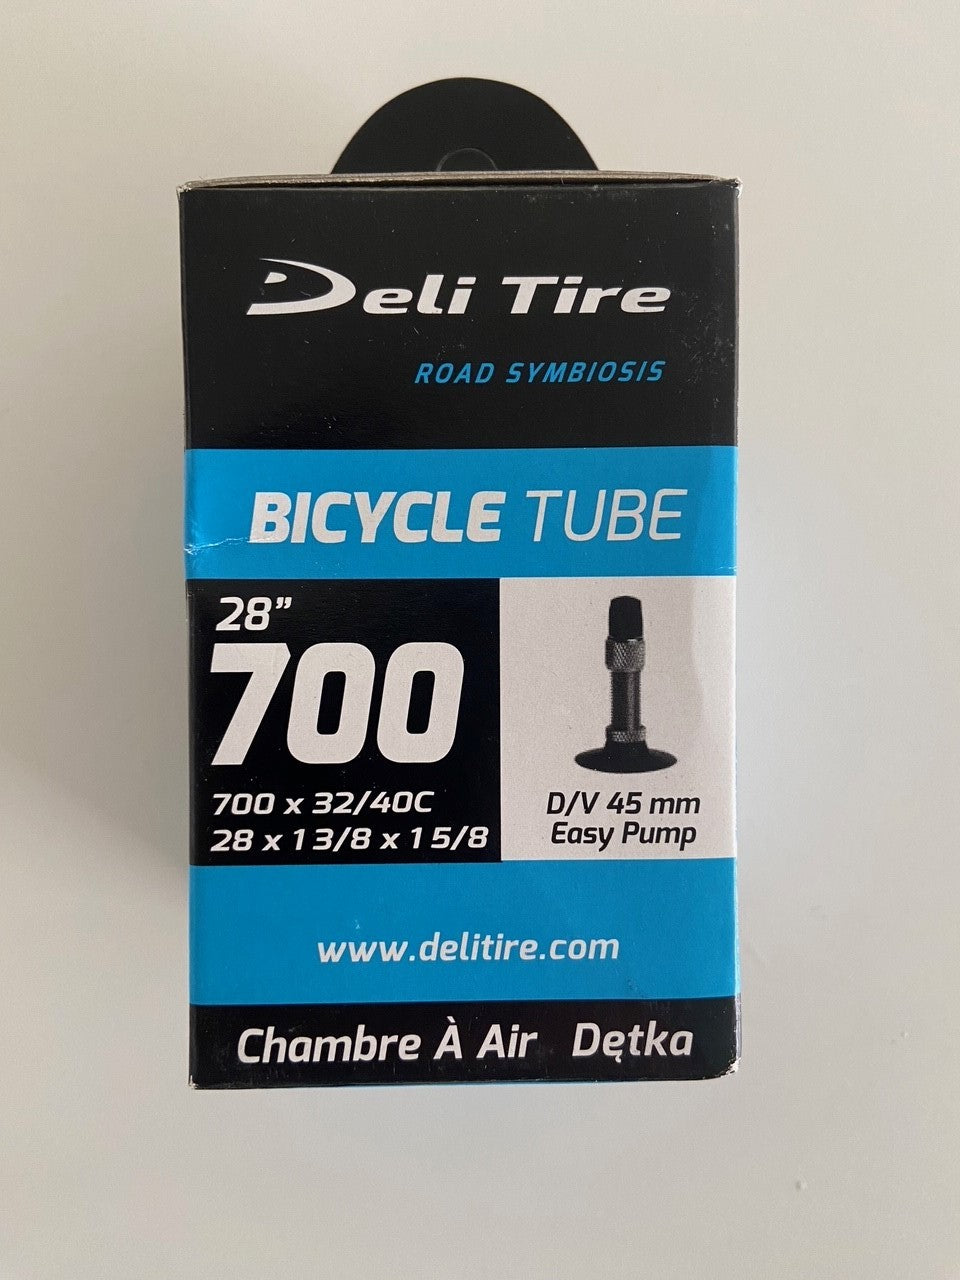 Deli Tire
ROAD SYMBIOSIS
BICYCLE TUBE
28”
700
700 x 32/40C
28 x 1 3/8 x 1 5/8
D/V 45 mm
Easy Pump
www.delitire.com
Chambre À Air Dętka